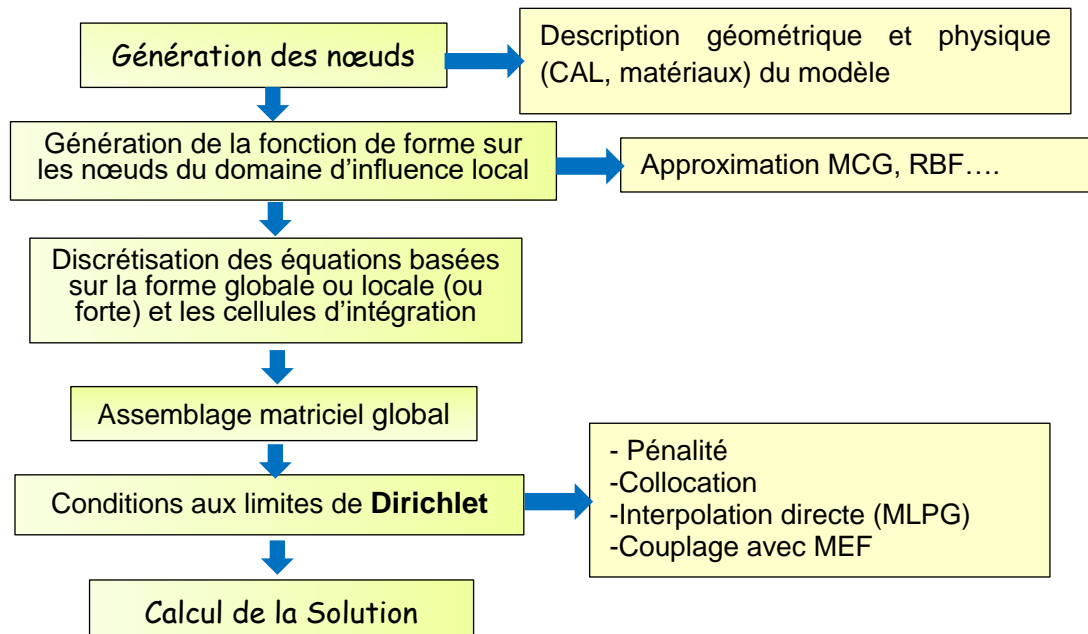 Génération des nœuds
Description géométrique et physique
(CAL, matériaux) du modèle
Génération de la fonction de forme sur
les nœuds du domaine d'influence local
Approximation MCG, RBF….
Discrétisation des équations basées
sur la forme globale ou locale (ou
forte) et les cellules d'intégration
Assemblage matriciel global
Conditions aux limites de Dirichlet
- Pénalité
-Collocation
-Interpolation directe (MLPG)
-Couplage avec MEF
Calcul de la Solution